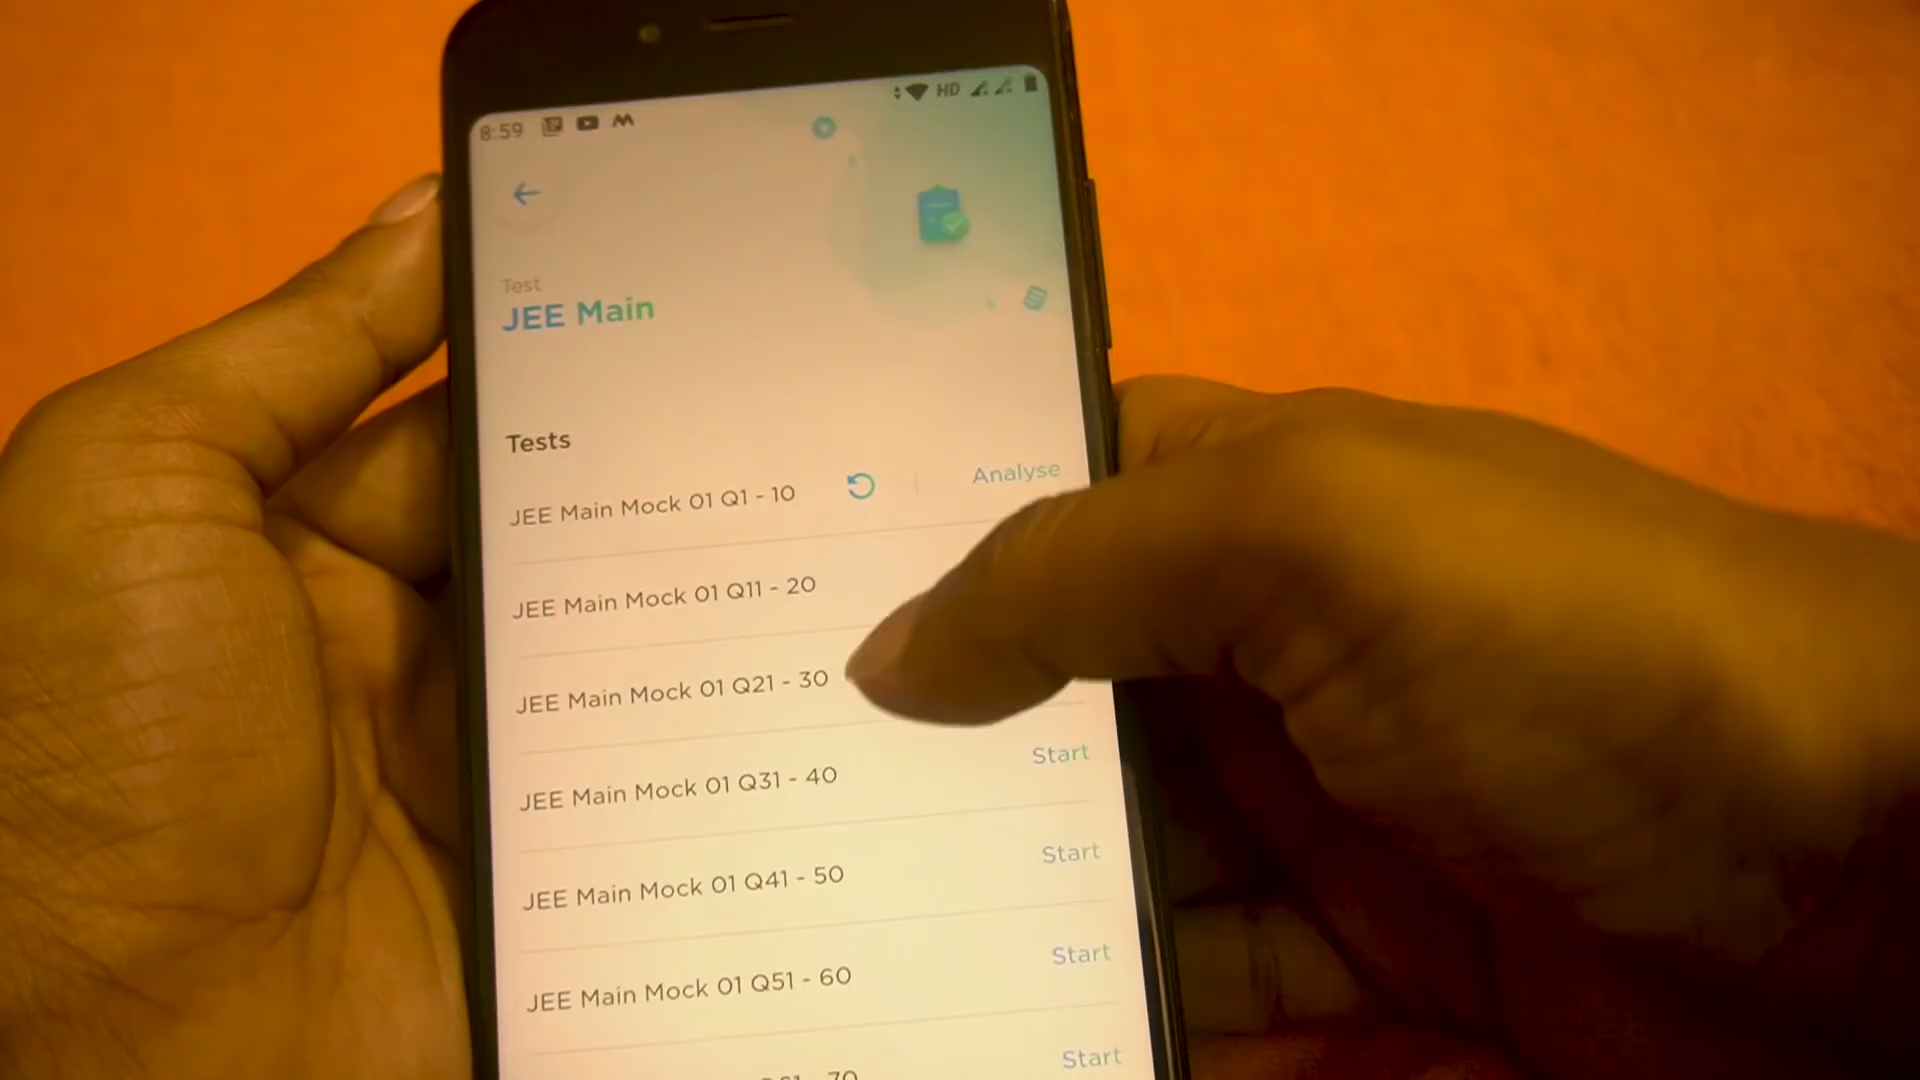 8:59 HD
Test
JEE Main
Tests
JEE Main Mock 01 Q1 - 10 Analyse
JEE Main Mock 01 Q11 - 20
JEE Main Mock 01 Q21 - 30
JEE Main Mock 01 Q31 - 40 Start
JEE Main Mock 01 Q41 - 50 Start
JEE Main Mock 01 Q51 - 60 Start
70 Start